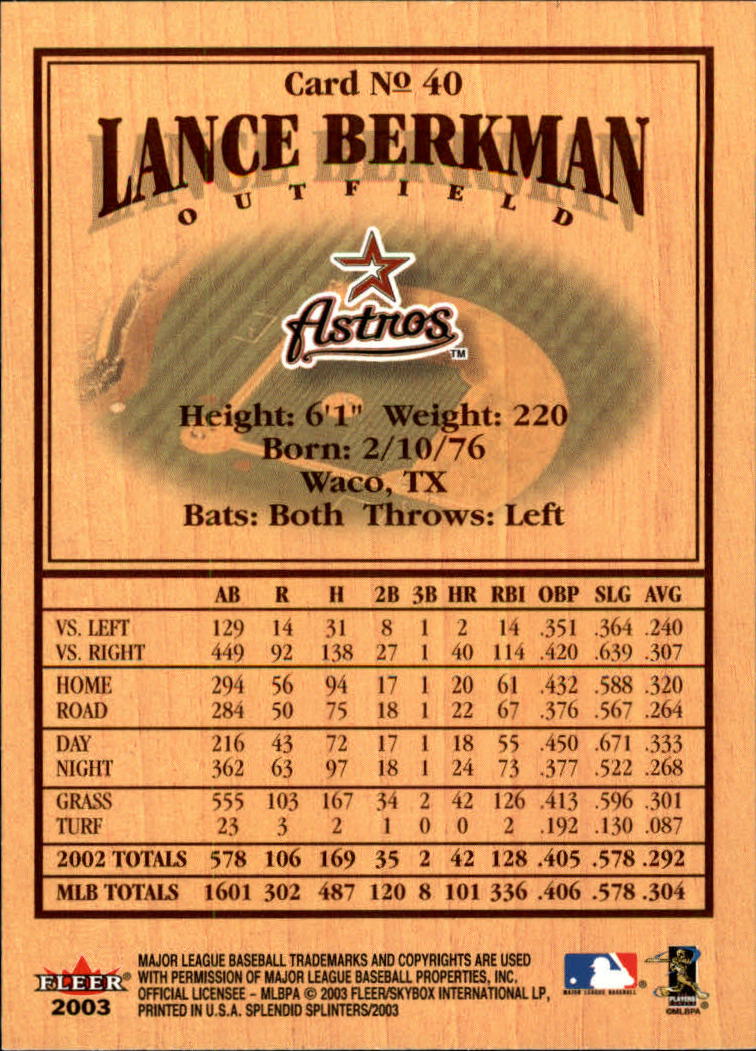 Card Nº 40
LANCE BERKMAN
OUTFIELD
Astros TM
Height: 6'1" Weight: 220
Born: 2/10/76
Waco, TX
Bats: Both Throws: Left
AB R H 2B 3B HR RBI OBP SLG AVG
VS. LEFT 129 14 31 8 1 2 14 .351 .364 .240
VS. RIGHT 449 92 138 27 1 40 114 .420 .639 .307
HOME 294 56 94 17 1 20 61 .432 .588 .320
ROAD 284 50 75 18 1 22 67 .376 .567 .264
DAY 216 43 72 17 1 18 55 .450 .671 .333
NIGHT 362 63 97 18 1 24 73 .377 .522 .268
GRASS 555 103 167 34 2 42 126 .413 .596 .301
TURF 23 3 2 1 0 0 2 .192 .130 .087
2002 TOTALS 578 106 169 35 2 42 128 .405 .578 .292
MLB TOTALS 1601 302 487 120 8 101 336 .406 .578 .304
FLEER®
2003
MAJOR LEAGUE BASEBALL TRADEMARKS AND COPYRIGHTS ARE USED
WITH PERMISSION OF MAJOR LEAGUE BASEBALL PROPERTIES, INC.
OFFICIAL LICENSEE – MLBPA © 2003 FLEER/SKYBOX INTERNATIONAL LP,
PRINTED IN U.S.A. SPLENDID SPLINTERS/2003
®
MAJOR LEAGUE BASEBALL
PLAYERS
©MLBPA